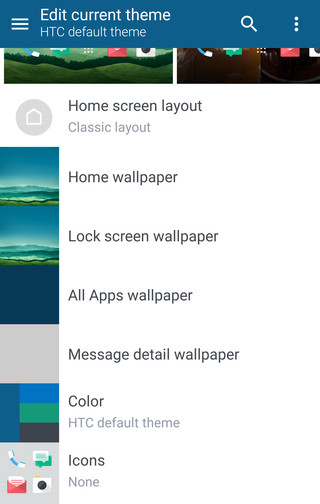 Edit current theme
HTC default theme
Home screen layout
Classic layout
Home wallpaper
Lock screen wallpaper
All Apps wallpaper
Message detail wallpaper
Color
HTC default theme
Icons
None